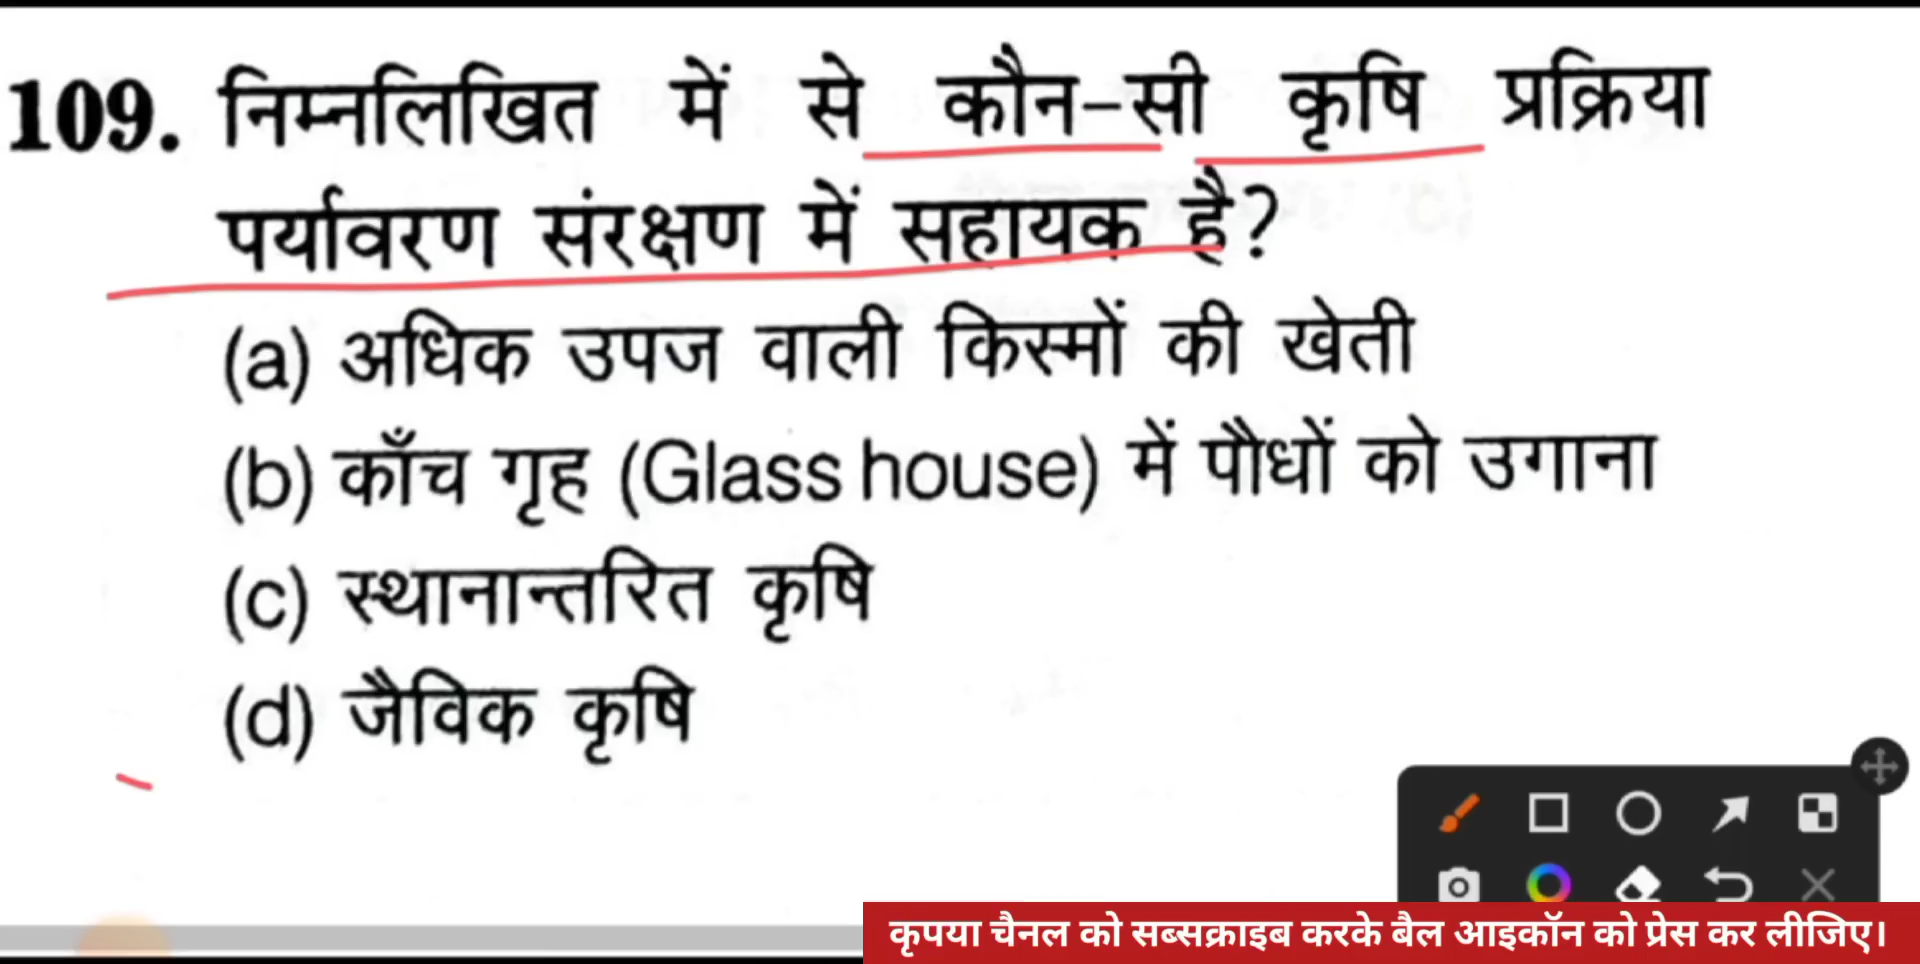 109. निम्नलिखित में से कौन-सी कृषि प्रक्रिया
पर्यावरण संरक्षण में सहायक है?
(a) अधिक उपज वाली किस्मों की खेती
(b) काँच गृह (Glass house) में पौधों को उगाना
(c) स्थानान्तरित कृषि
(d) जैविक कृषि
कृपया चैनल को सब्सक्राइब करके बैल आइकॉन को प्रेस कर लीजिए।